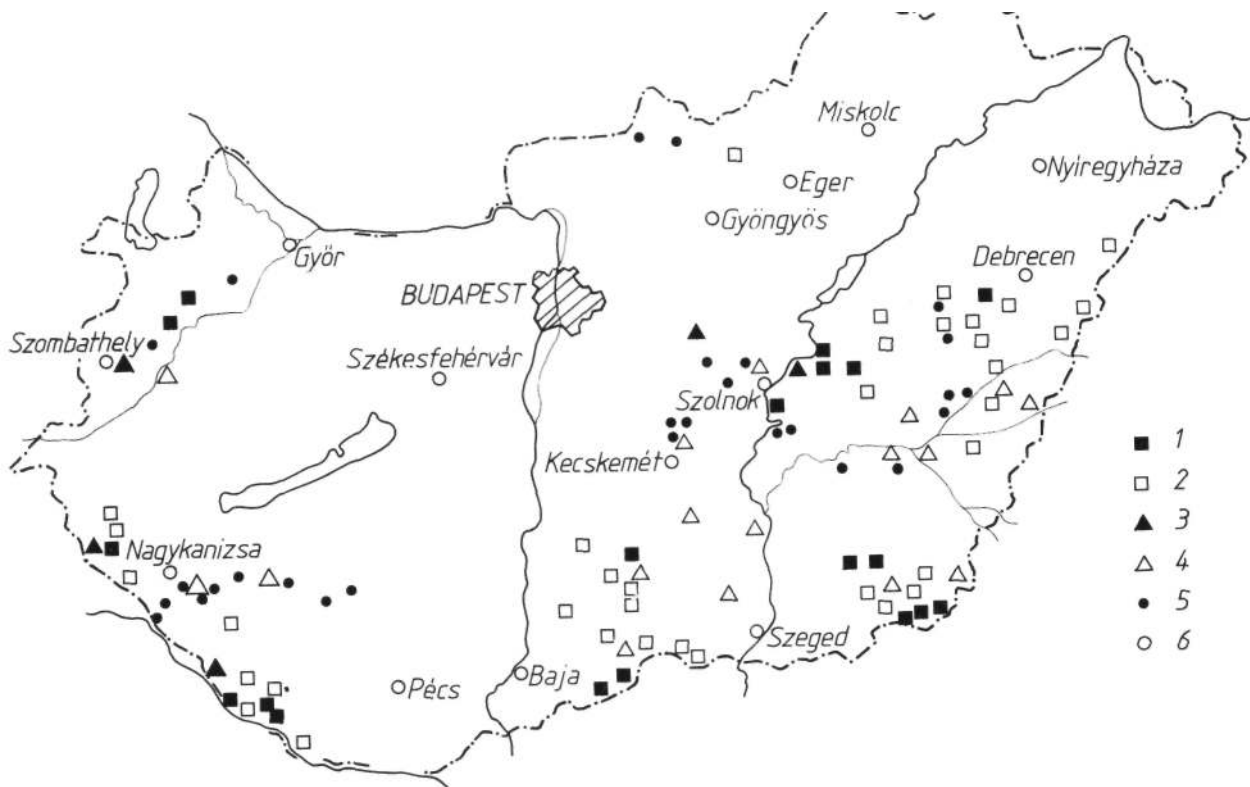 Miskolc
Nyiregyháza
Eger
Gyöngyös
Győr
Debrecen
BUDAPEST
Szombathely
Székesfehérvár
Szolnok
Kecskemét
Nagykanizsa
Szeged
Baja
Pécs
1
2
3
4
5
6